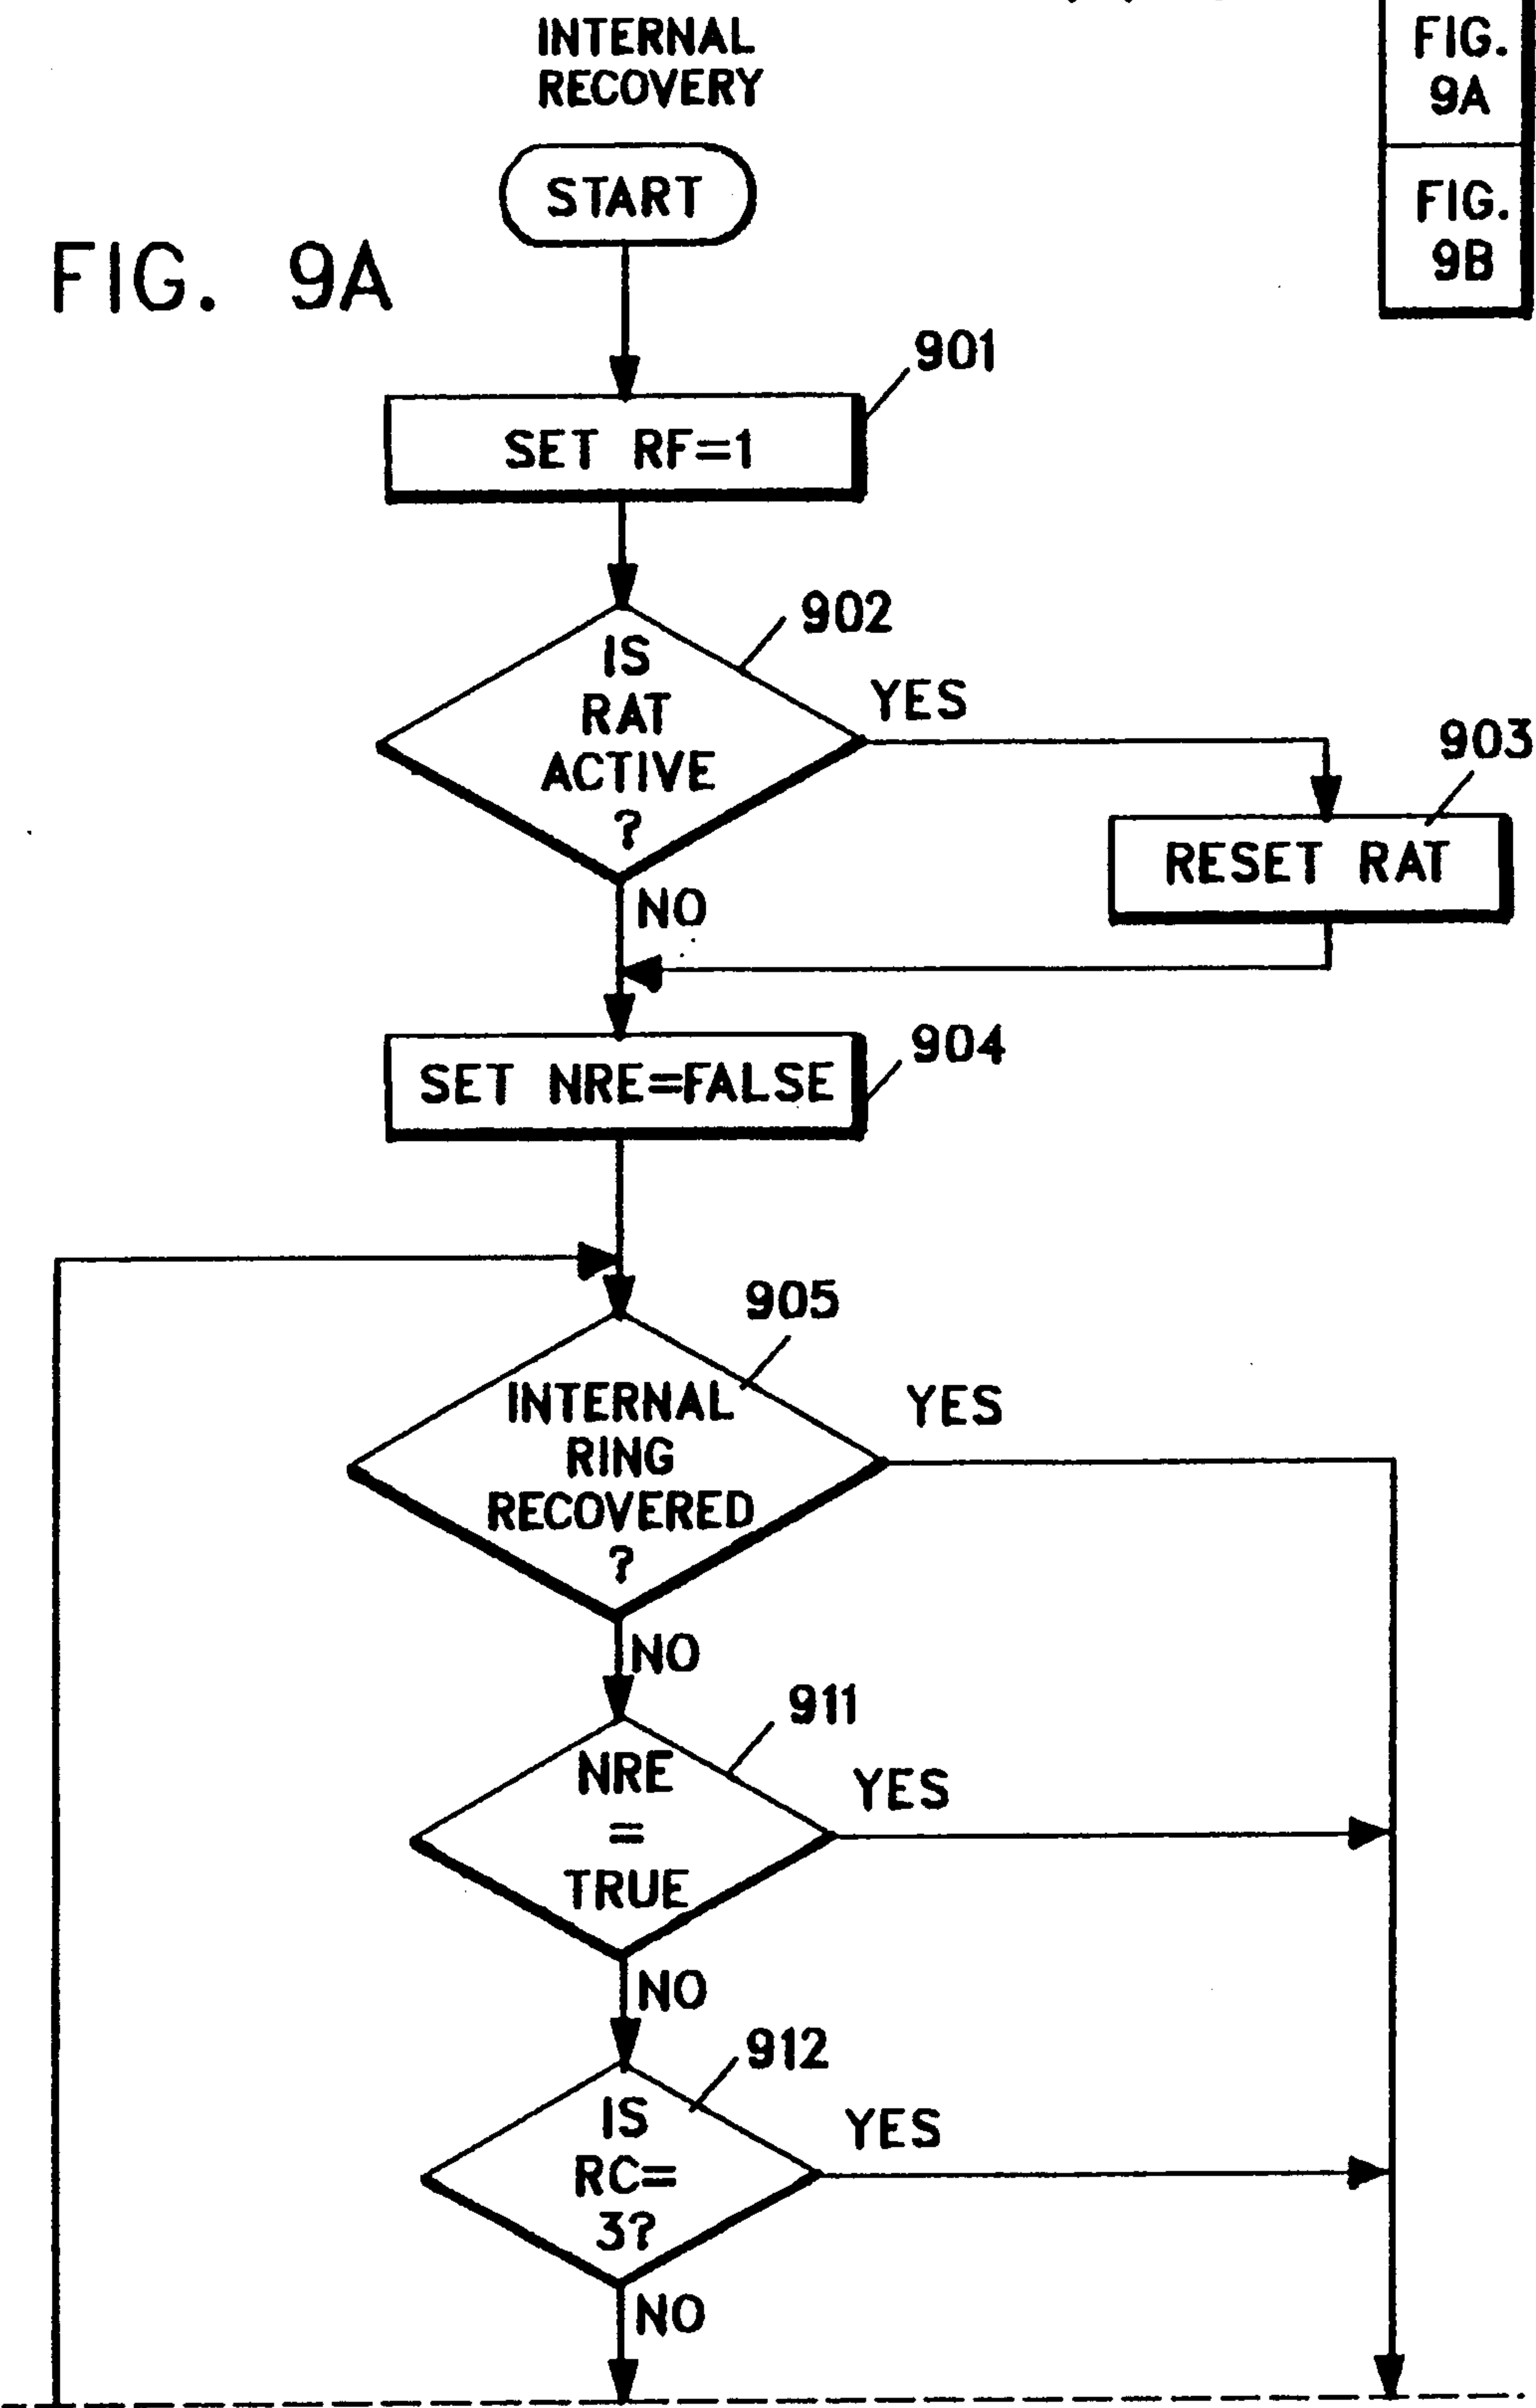 INTERNAL
RECOVERY
FIG.
9A
FIG.
9B
START
FIG. 9A
901
SET RF=1
902
IS
RAT
ACTIVE
?
YES
903
RESET RAT
NO
904
SET NRE=FALSE
905
INTERNAL
RING
RECOVERED
?
YES
NO
911
NRE
=
TRUE
YES
NO
912
IS
RC=
3?
YES
NO